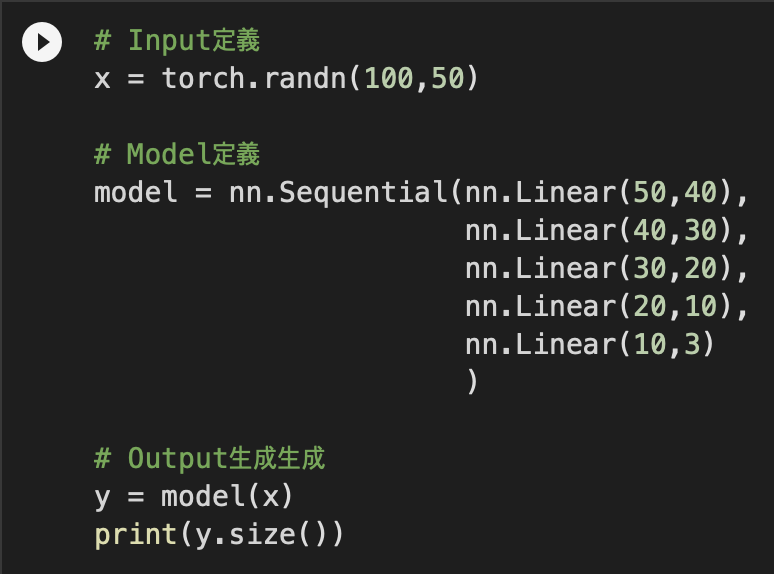 # Input定義
x = torch.randn(100,50)
# Model定義
model = nn.Sequential(nn.Linear(50,40),
nn.Linear(40,30),
nn.Linear(30,20),
nn.Linear(20,10),
nn.Linear(10,3)
)
# Output生成生成
y = model(x)
print(y.size())